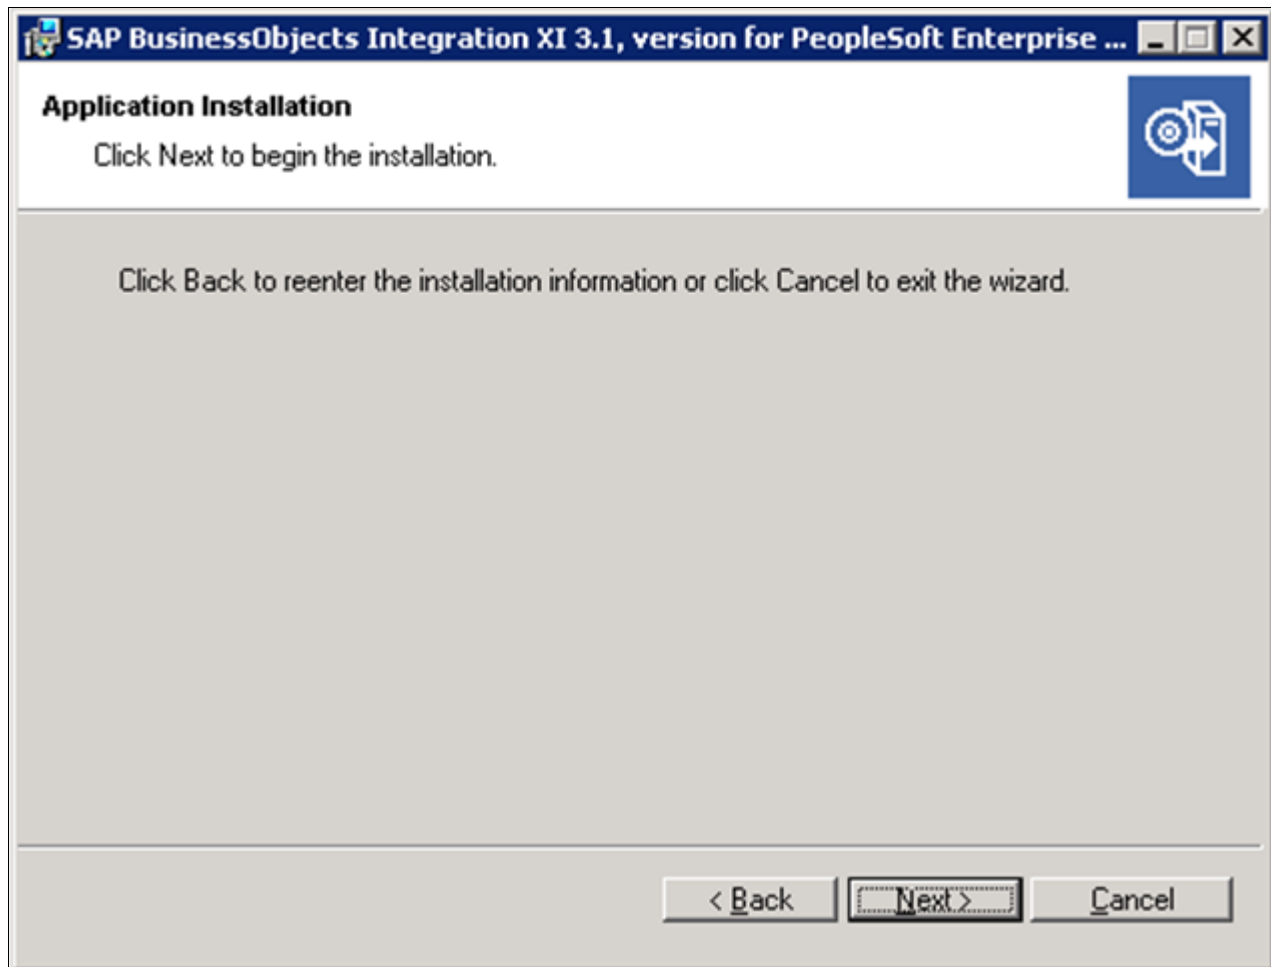 SAP BusinessObjects Integration XI 3.1, version for PeopleSoft Enterprise ...
Application Installation
Click Next to begin the installation.
Click Back to reenter the installation information or click Cancel to exit the wizard.
< Back Next > Cancel